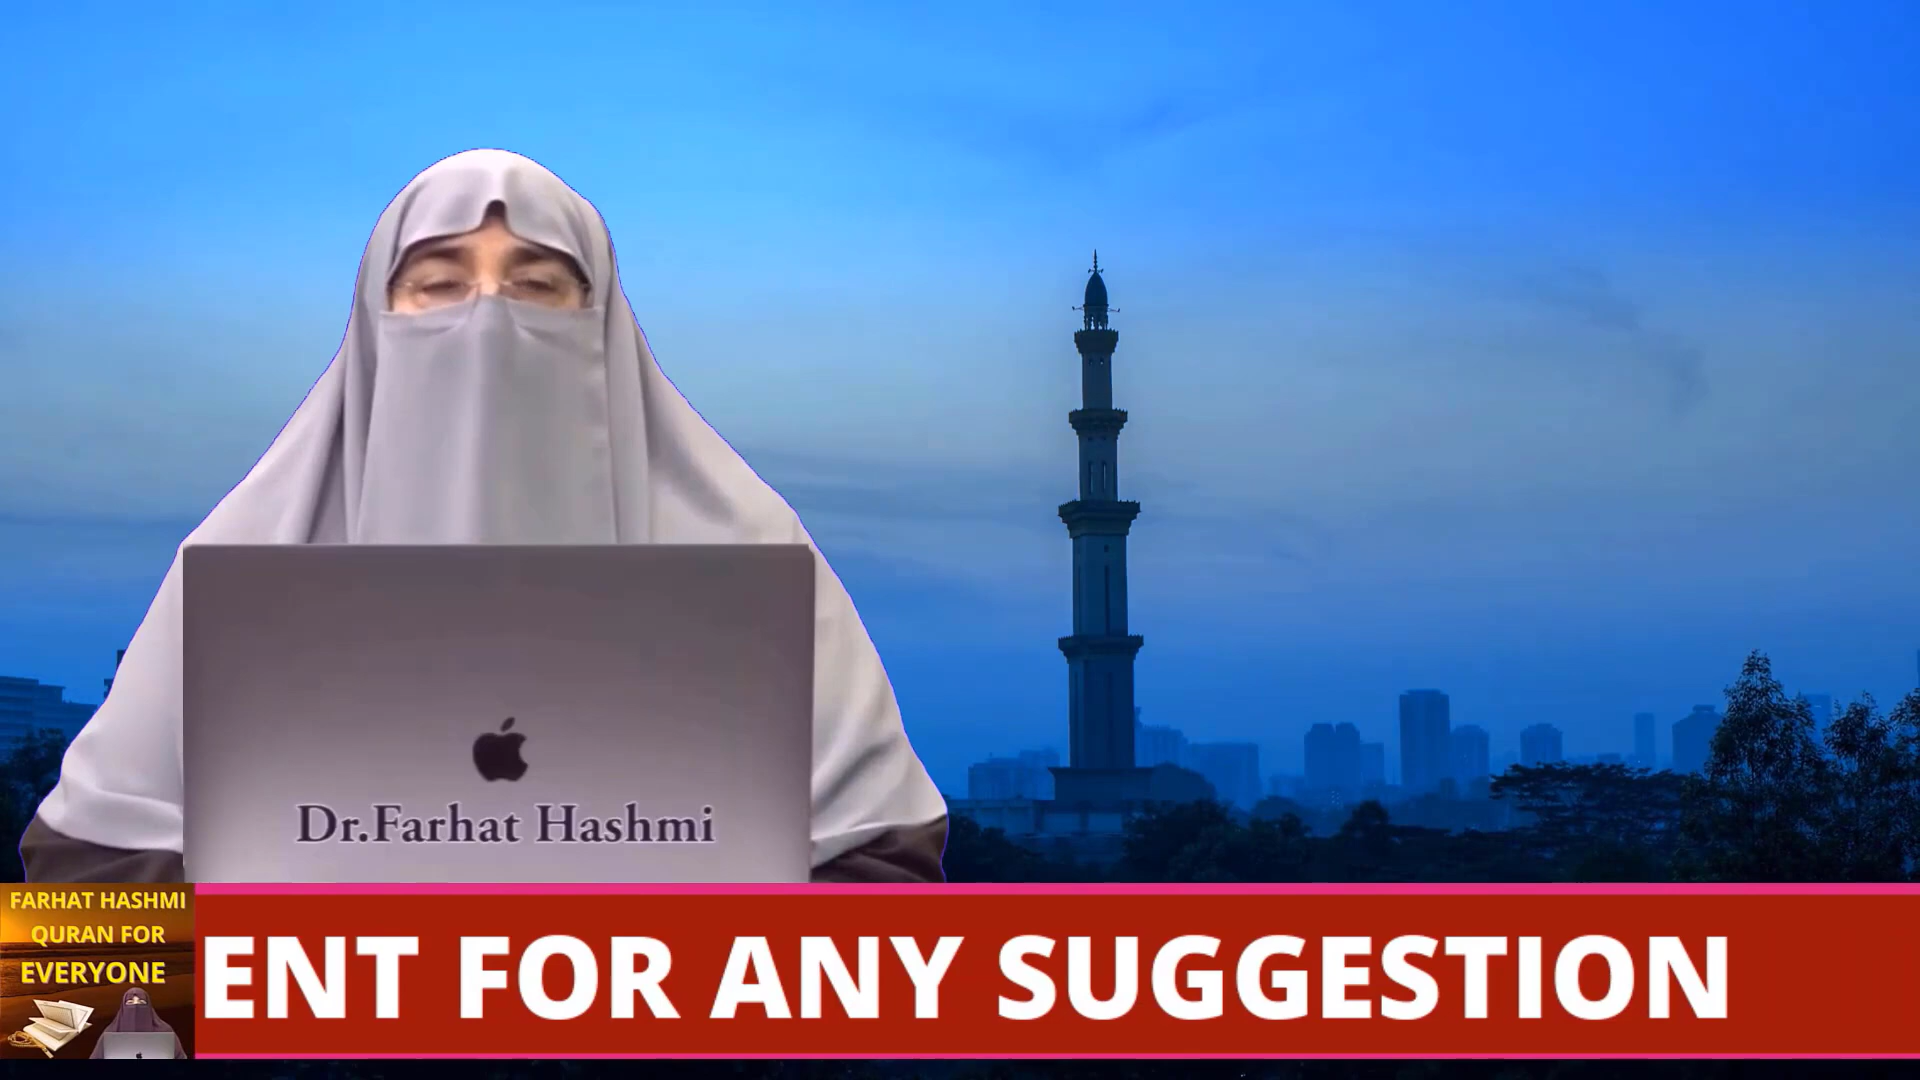 Dr.Farhat Hashmi
FARHAT HASHMI
QURAN FOR
EVERYONE
ENT FOR ANY SUGGESTION